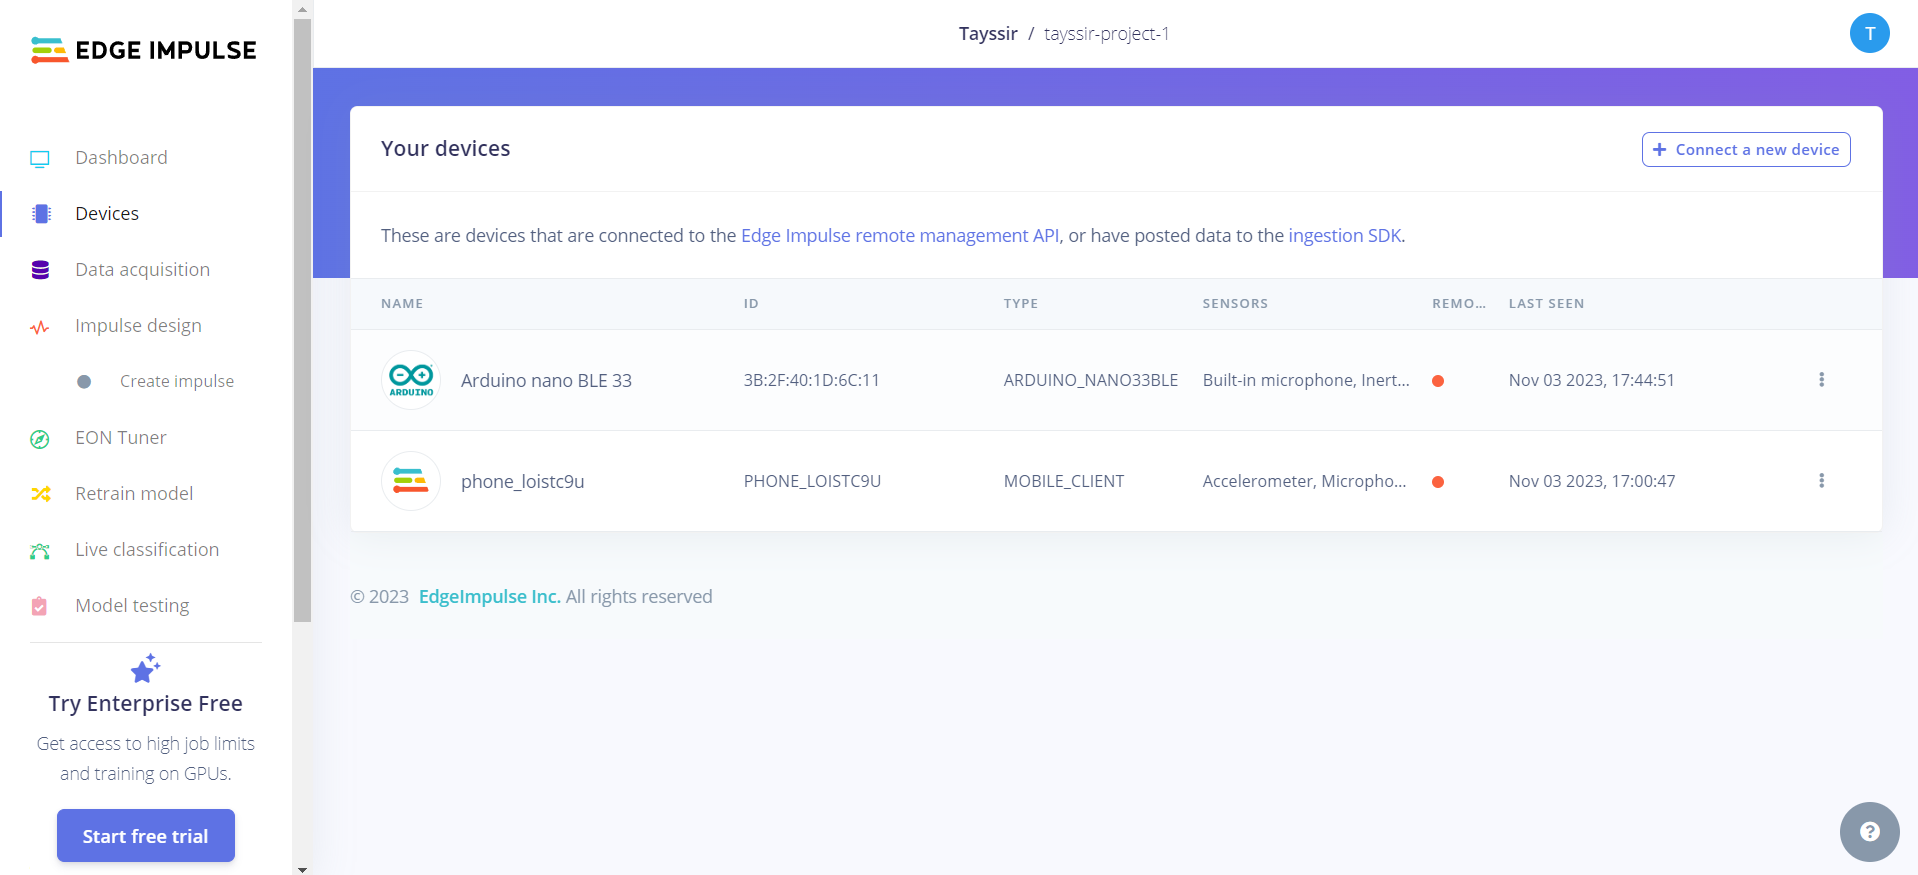 EDGE IMPULSE
Tayssir / tayssir-project-1
T
Dashboard
Devices
Data acquisition
Impulse design
Create impulse
EON Tuner
Retrain model
Live classification
Model testing
Try Enterprise Free
Get access to high job limits
and training on GPUs.
Start free trial
Your devices
+ Connect a new device
These are devices that are connected to the Edge Impulse remote management API, or have posted data to the ingestion SDK.
NAME ID TYPE SENSORS REMO... LAST SEEN
ARDUINO
Arduino nano BLE 33 3B:2F:40:1D:6C:11 ARDUINO_NANO33BLE Built-in microphone, Inert... Nov 03 2023, 17:44:51
phone_loistc9u PHONE_LOISTC9U MOBILE_CLIENT Accelerometer, Micropho... Nov 03 2023, 17:00:47
© 2023 EdgeImpulse Inc. All rights reserved
?